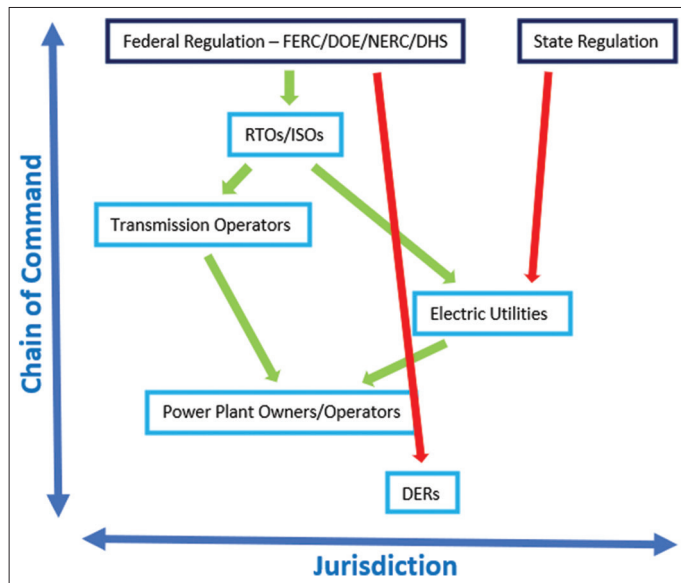 Federal Regulation – FERC/DOE/NERC/DHS
State Regulation
RTOs/ISOs
Transmission Operators
Electric Utilities
Power Plant Owners/Operators
DERs
Chain of Command
Jurisdiction